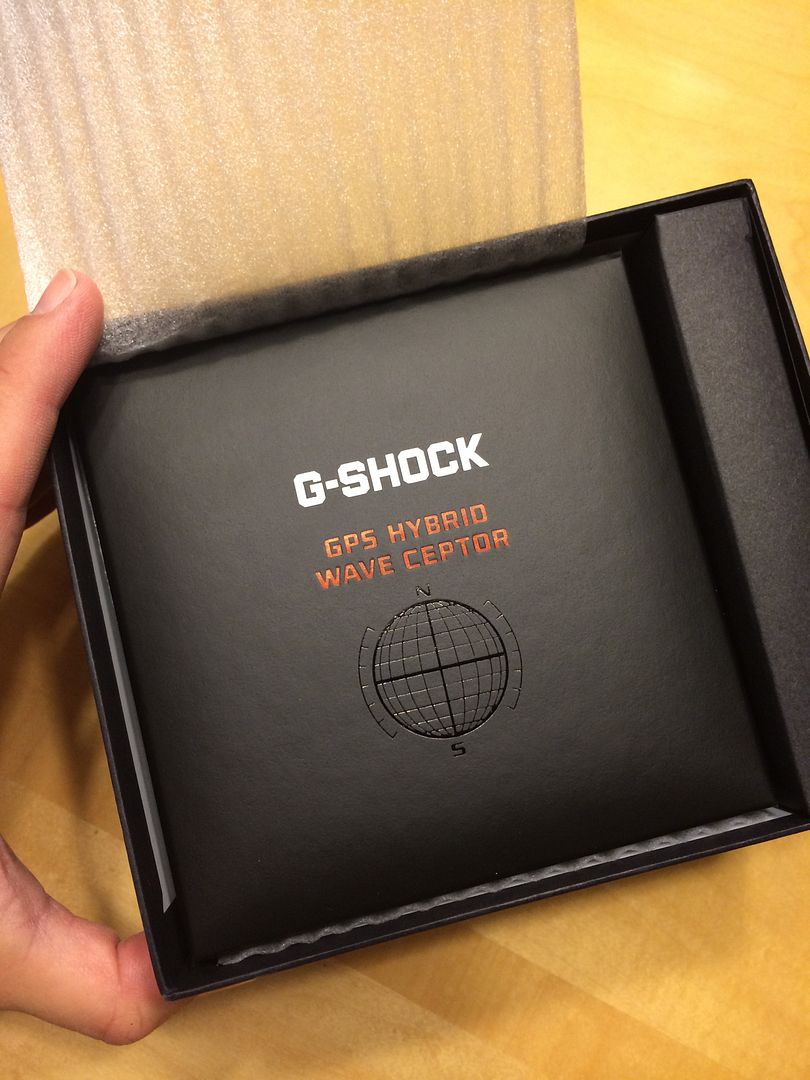 G-SHOCK
GPS HYBRID
WAVE CEPTOR
N
S